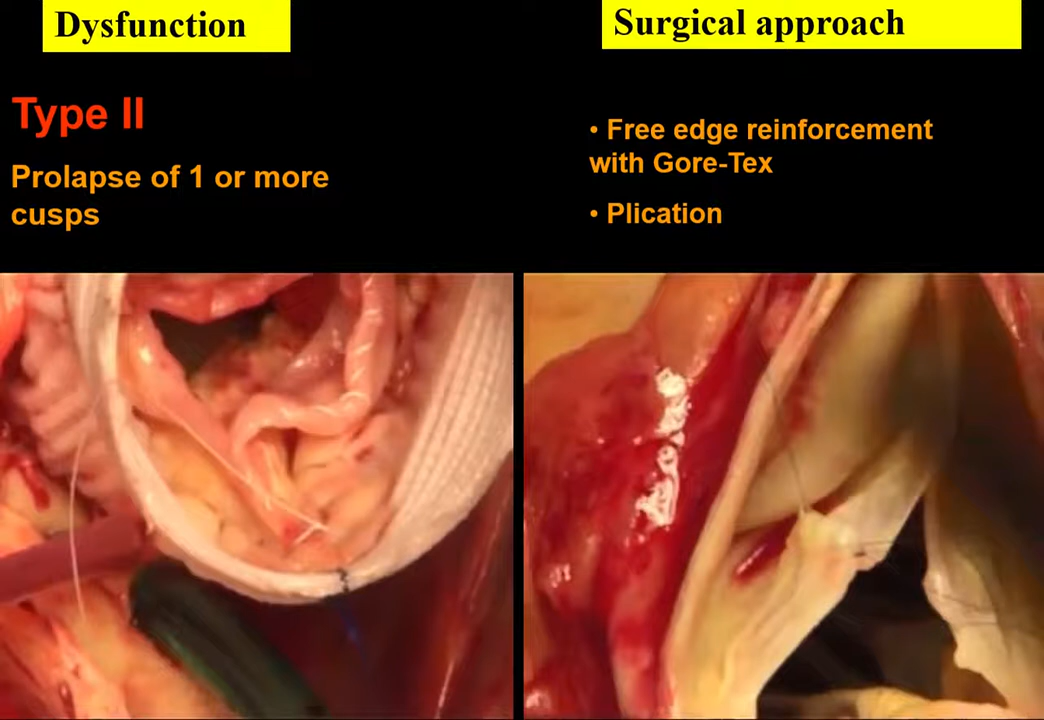 Dysfunction
Type II
Prolapse of 1 or more
cusps
Surgical approach
• Free edge reinforcement
with Gore-Tex
• Plication